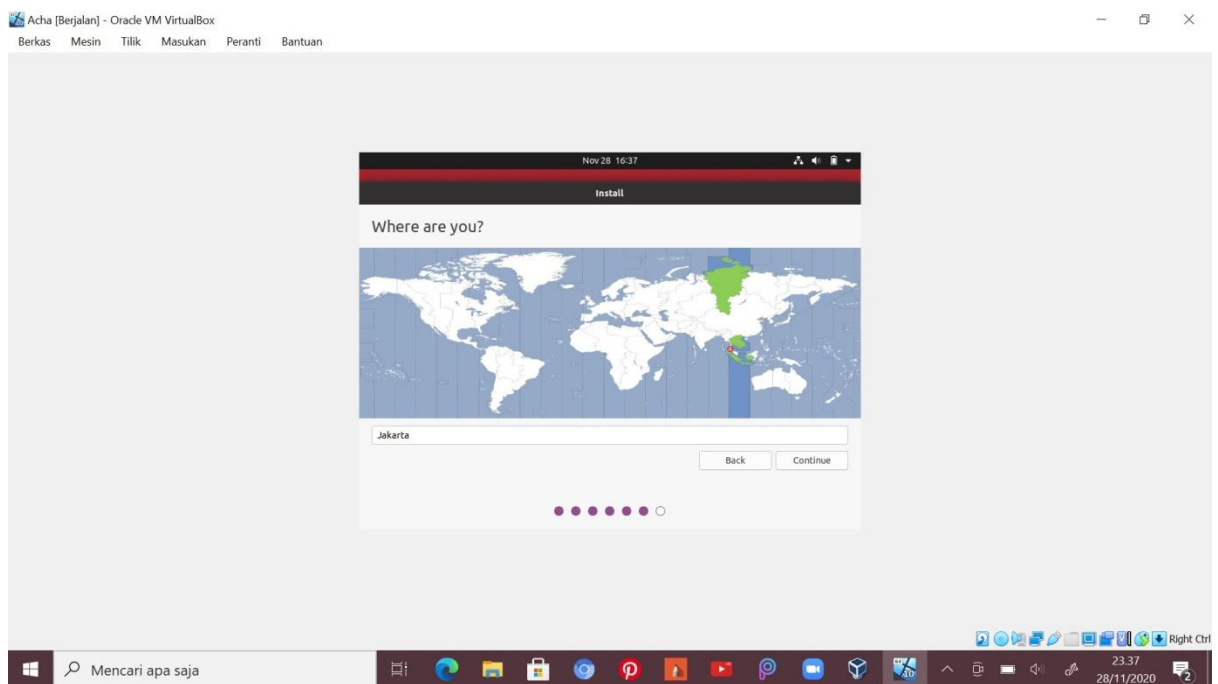 Acha [Berjalan] - Oracle VM VirtualBox
Berkas Mesin Tilik Masukan Peranti Bantuan
Nov 28 16:37
Install
Where are you?
Jakarta
Back Continue
Right Ctrl
Mencari apa saja
23.37
28/11/2020
2